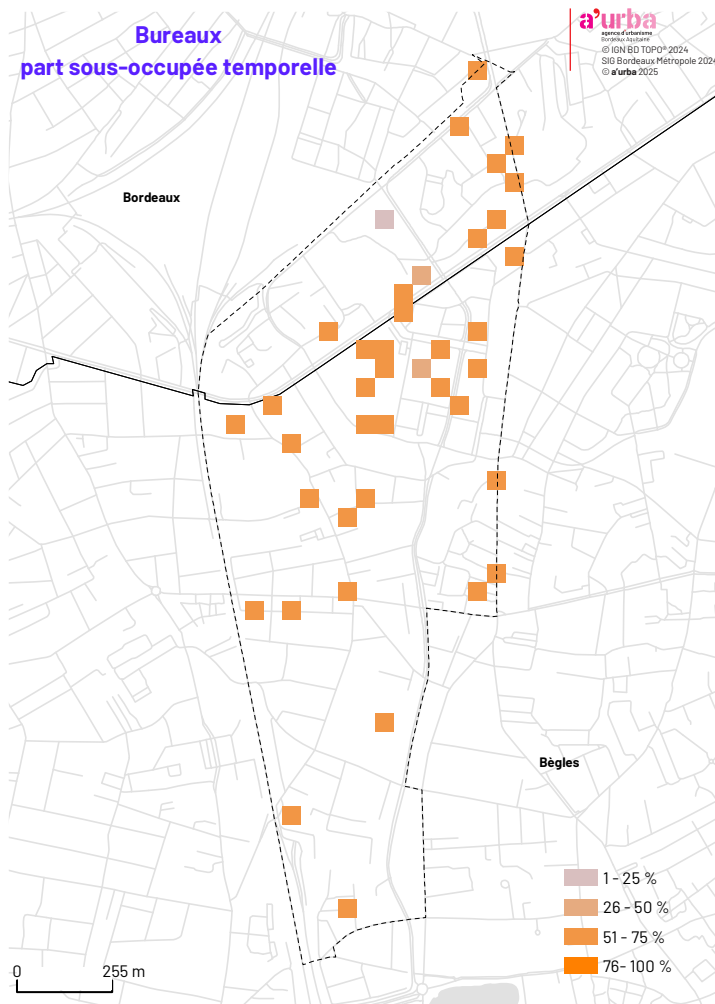 Bureaux
part sous-occupée temporelle
a'urba
agence d'urbanisme
Bordeaux Aquitaine
© IGN BD TOPO® 2024
SIG Bordeaux Métropole 2024
© a'urba 2025
Bordeaux
Bègles
1 - 25 %
26 - 50 %
51 - 75 %
76- 100 %
0 255 m